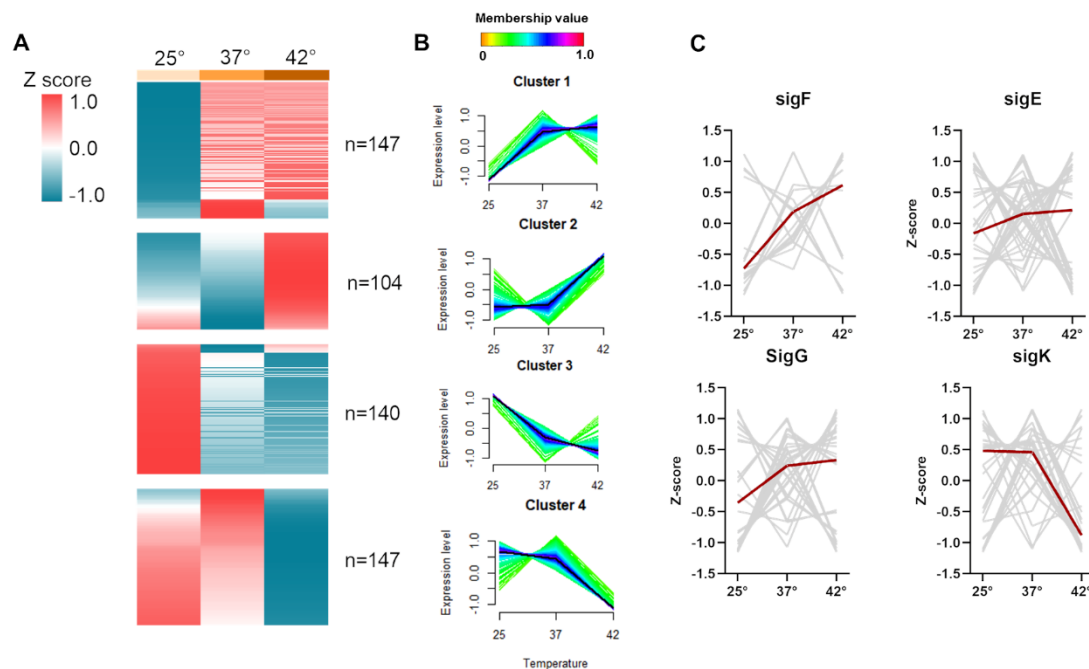 A
25° 37° 42°
Z score
1.0
0.0
-1.0
n=147
n=104
n=140
n=147
B
Membership value
0 1.0
Cluster 1
Expression level
1.0
0.0
-1.0
25 37 42
Cluster 2
Expression level
1.0
0.0
-1.0
25 37 42
Cluster 3
Expression level
1.0
0.0
-1.0
25 37 42
Cluster 4
Expression level
1.0
0.0
-1.0
25 37 42
Temperature
C
sigF
1.5
1.0
0.5
0.0
-0.5
-1.0
-1.5
25° 37° 42°
sigE
Z-score
1.5
1.0
0.5
0.0
-0.5
-1.0
-1.5
25° 37° 42°
SigG
Z-score
1.5
1.0
0.5
0.0
-0.5
-1.0
-1.5
25° 37° 42°
sigK
Z-score
1.5
1.0
0.5
0.0
-0.5
-1.0
-1.5
25° 37° 42°